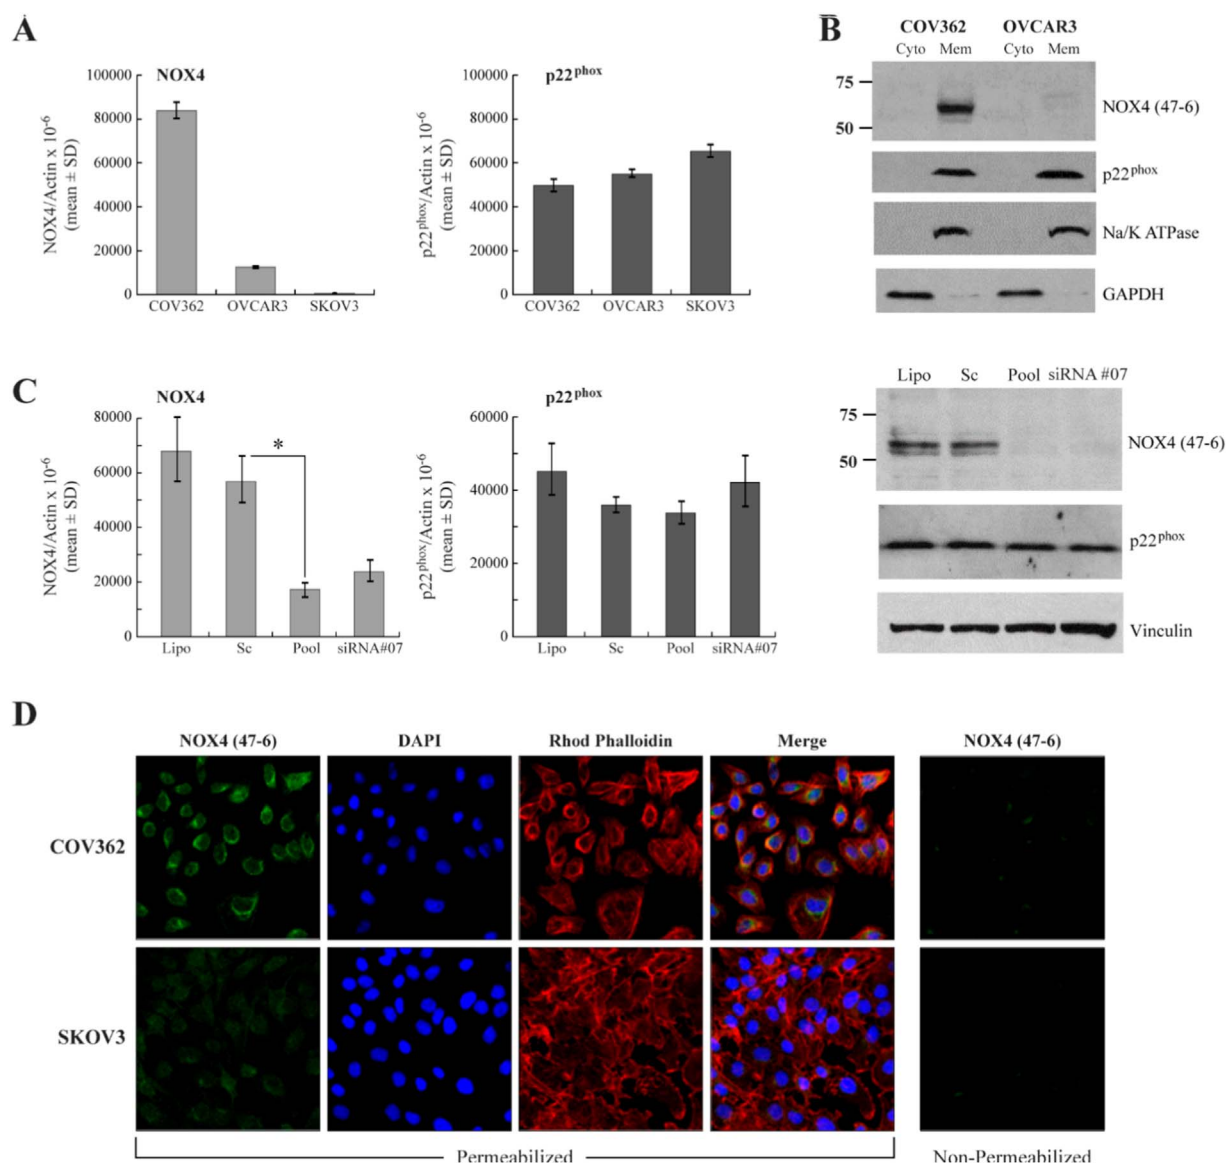 A
NOX4
NOX4/Actin x 10-6
(mean ± SD)
100000
80000
60000
40000
20000
0
COV362 OVCAR3 SKOV3
p22phox
p22phox/Actin x 10-6
(mean ± SD)
100000
80000
60000
40000
20000
0
COV362 OVCAR3 SKOV3
B
COV362 OVCAR3
Cyto Mem Cyto Mem
75
50
NOX4 (47-6)
p22phox
Na/K ATPase
GAPDH
C
NOX4
NOX4/Actin x 10-6
(mean ± SD)
80000
60000
40000
20000
0
*
Lipo Sc Pool siRNA#07
p22phox
p22phox/Actin x 10-6
(mean ± SD)
60000
40000
20000
0
Lipo Sc Pool siRNA#07
Lipo Sc Pool siRNA #07
75
50
NOX4 (47-6)
p22phox
Vinculin
D
NOX4 (47-6) DAPI Rhod Phalloidin Merge NOX4 (47-6)
COV362
SKOV3
Permeabilized Non-Permeabilized